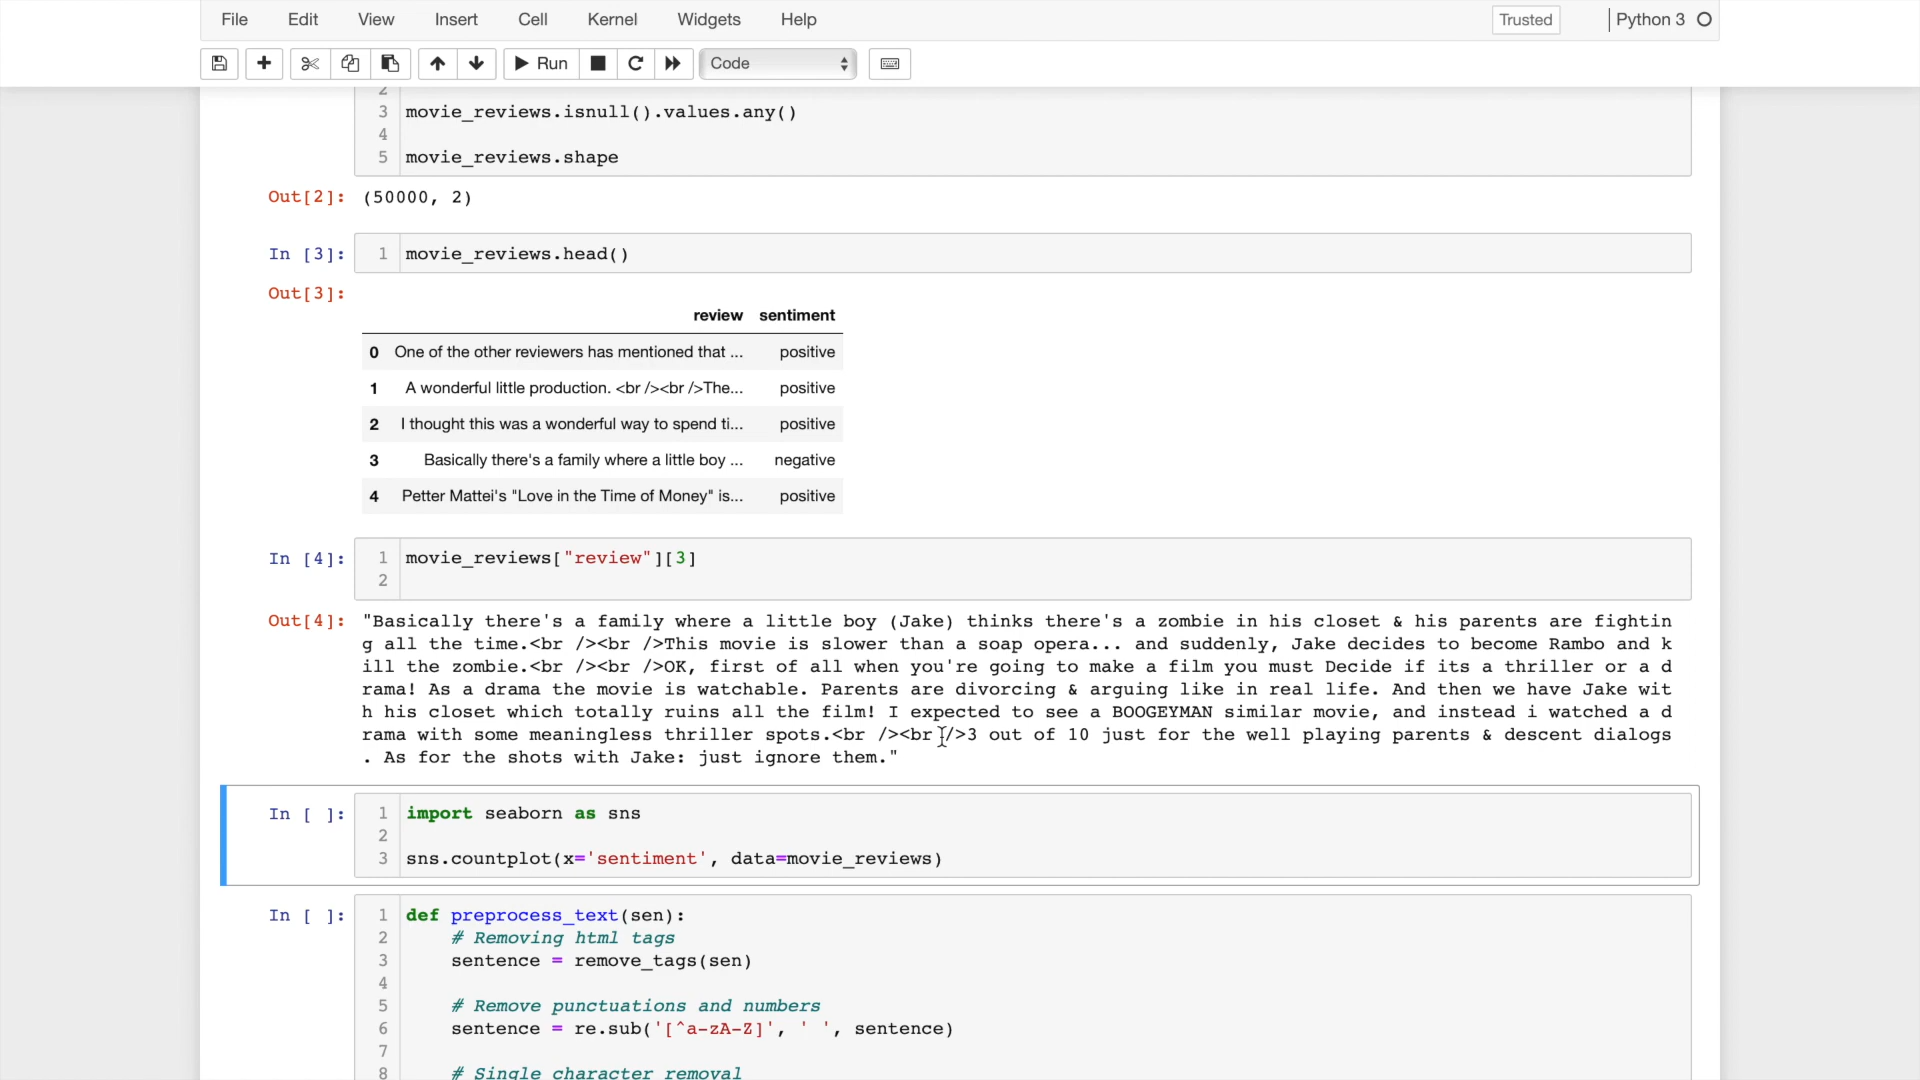 File Edit View Insert Cell Kernel Widgets Help Trusted Python 3
Run Code
2
3 movie_reviews.isnull().values.any()
4
5 movie_reviews.shape
Out[2]: (50000, 2)
In [3]: 1 movie_reviews.head()
Out[3]:
review sentiment
0 One of the other reviewers has mentioned that ... positive
1 A wonderful little production. <br /><br />The... positive
2 I thought this was a wonderful way to spend ti... positive
3 Basically there's a family where a little boy ... negative
4 Petter Mattei's "Love in the Time of Money" is... positive
In [4]: 1 movie_reviews["review"][3]
2
Out[4]: "Basically there's a family where a little boy (Jake) thinks there's a zombie in his closet & his parents are fightin
g all the time.<br /><br />This movie is slower than a soap opera... and suddenly, Jake decides to become Rambo and k
ill the zombie.<br /><br />OK, first of all when you're going to make a film you must Decide if its a thriller or a d
rama! As a drama the movie is watchable. Parents are divorcing & arguing like in real life. And then we have Jake wit
h his closet which totally ruins all the film! I expected to see a BOOGEYMAN similar movie, and instead i watched a d
rama with some meaningless thriller spots.<br /><br />3 out of 10 just for the well playing parents & descent dialogs
. As for the shots with Jake: just ignore them."
In [ ]: 1 import seaborn as sns
2
3 sns.countplot(x='sentiment', data=movie_reviews)
In [ ]: 1 def preprocess_text(sen):
2 # Removing html tags
3 sentence = remove_tags(sen)
4
5 # Remove punctuations and numbers
6 sentence = re.sub('[^a-zA-Z]', ' ', sentence)
7
8 # Single character removal